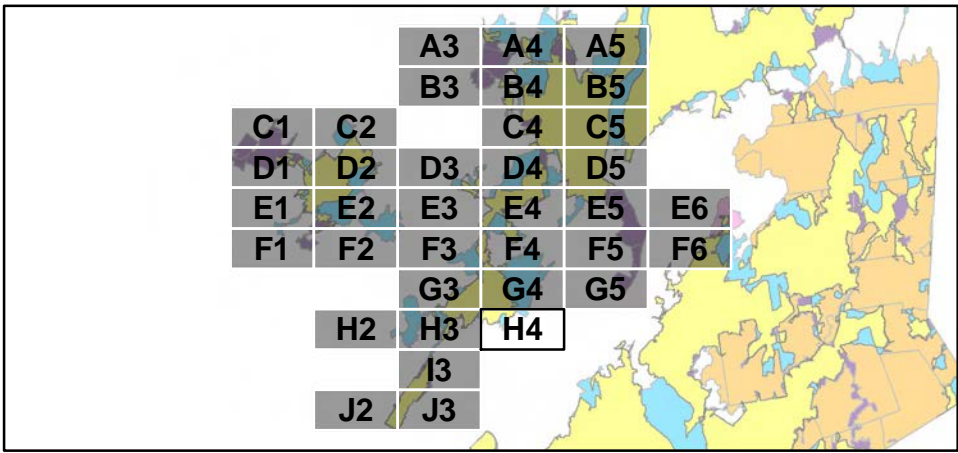 A3 A4 A5
B3 B4 B5
C1 C2 C4 C5
D1 D2 D3 D4 D5
E1 E2 E3 E4 E5 E6
F1 F2 F3 F4 F5 F6
G3 G4 G5
H2 H3 H4
I3
J2 J3